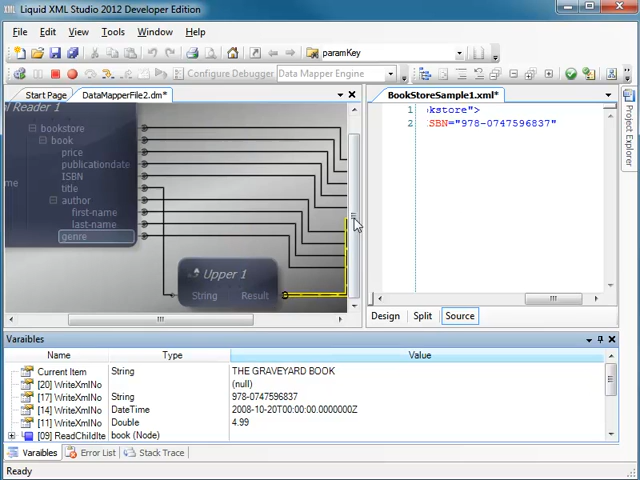 Liquid XML Studio 2012 Developer Edition
File Edit View Tools Window Help
paramKey
Configure Debugger Data Mapper Engine
Start Page DataMapperFile2.dm*
BookStoreSample1.xml*
Reader 1
bookstore
book
price
publicationdate
ISBN
title
author
first-name
last-name
genre
Upper 1
String Result
1 kstore">
2 SBN="978-0747596837"
Design Split Source
Project Explorer
Variables
Name Type Value
Current Item String THE GRAVEYARD BOOK
[20] WriteXmlNo (null)
[17] WriteXmlNo String 978-0747596837
[14] WriteXmlNo DateTime 2008-10-20T00:00:00.0000000Z
[11] WriteXmlNo Double 4.99
[09] ReadChildIte book (Node)
Variables Error List Stack Trace
Ready